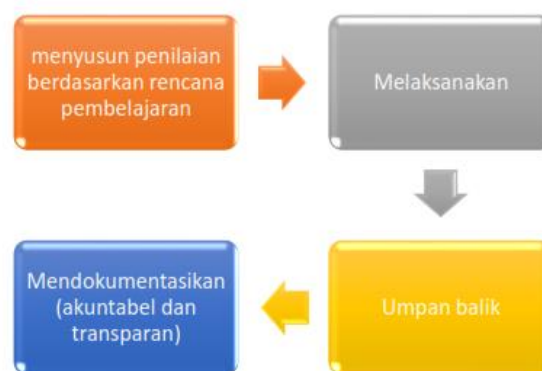 menyusun penilaian
berdasarkan rencana
pembelajaran
Melaksanakan
Umpan balik
Mendokumentasikan
(akuntabel dan
transparan)